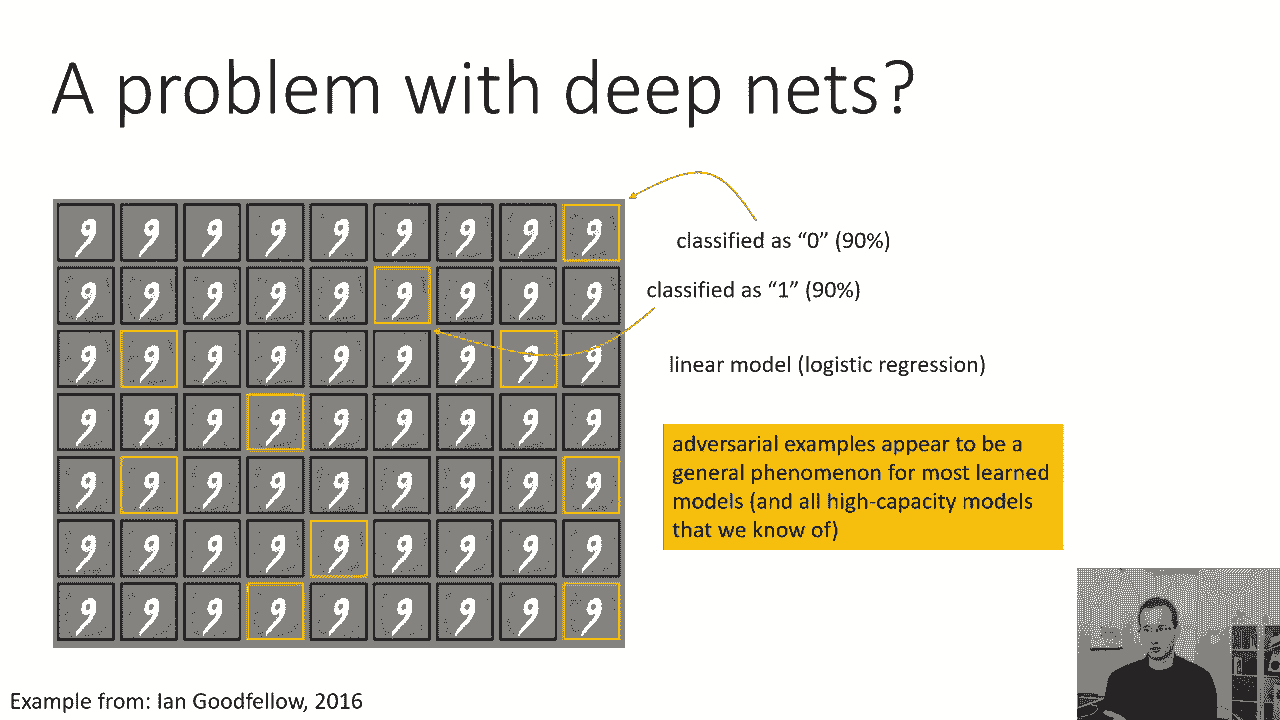 A problem with deep nets?
9 9 9 9 9 9 9 9 9
9 9 9 9 9 9 9 9 9
9 9 9 9 9 9 9 9 9
9 9 9 9 9 9 9 9 9
9 9 9 9 9 9 9 9 9
9 9 9 9 9 9 9 9 9
9 9 9 9 9 9 9 9 9
classified as “0” (90%)
classified as “1” (90%)
linear model (logistic regression)
adversarial examples appear to be a
general phenomenon for most learned
models (and all high-capacity models
that we know of)
Example from: Ian Goodfellow, 2016